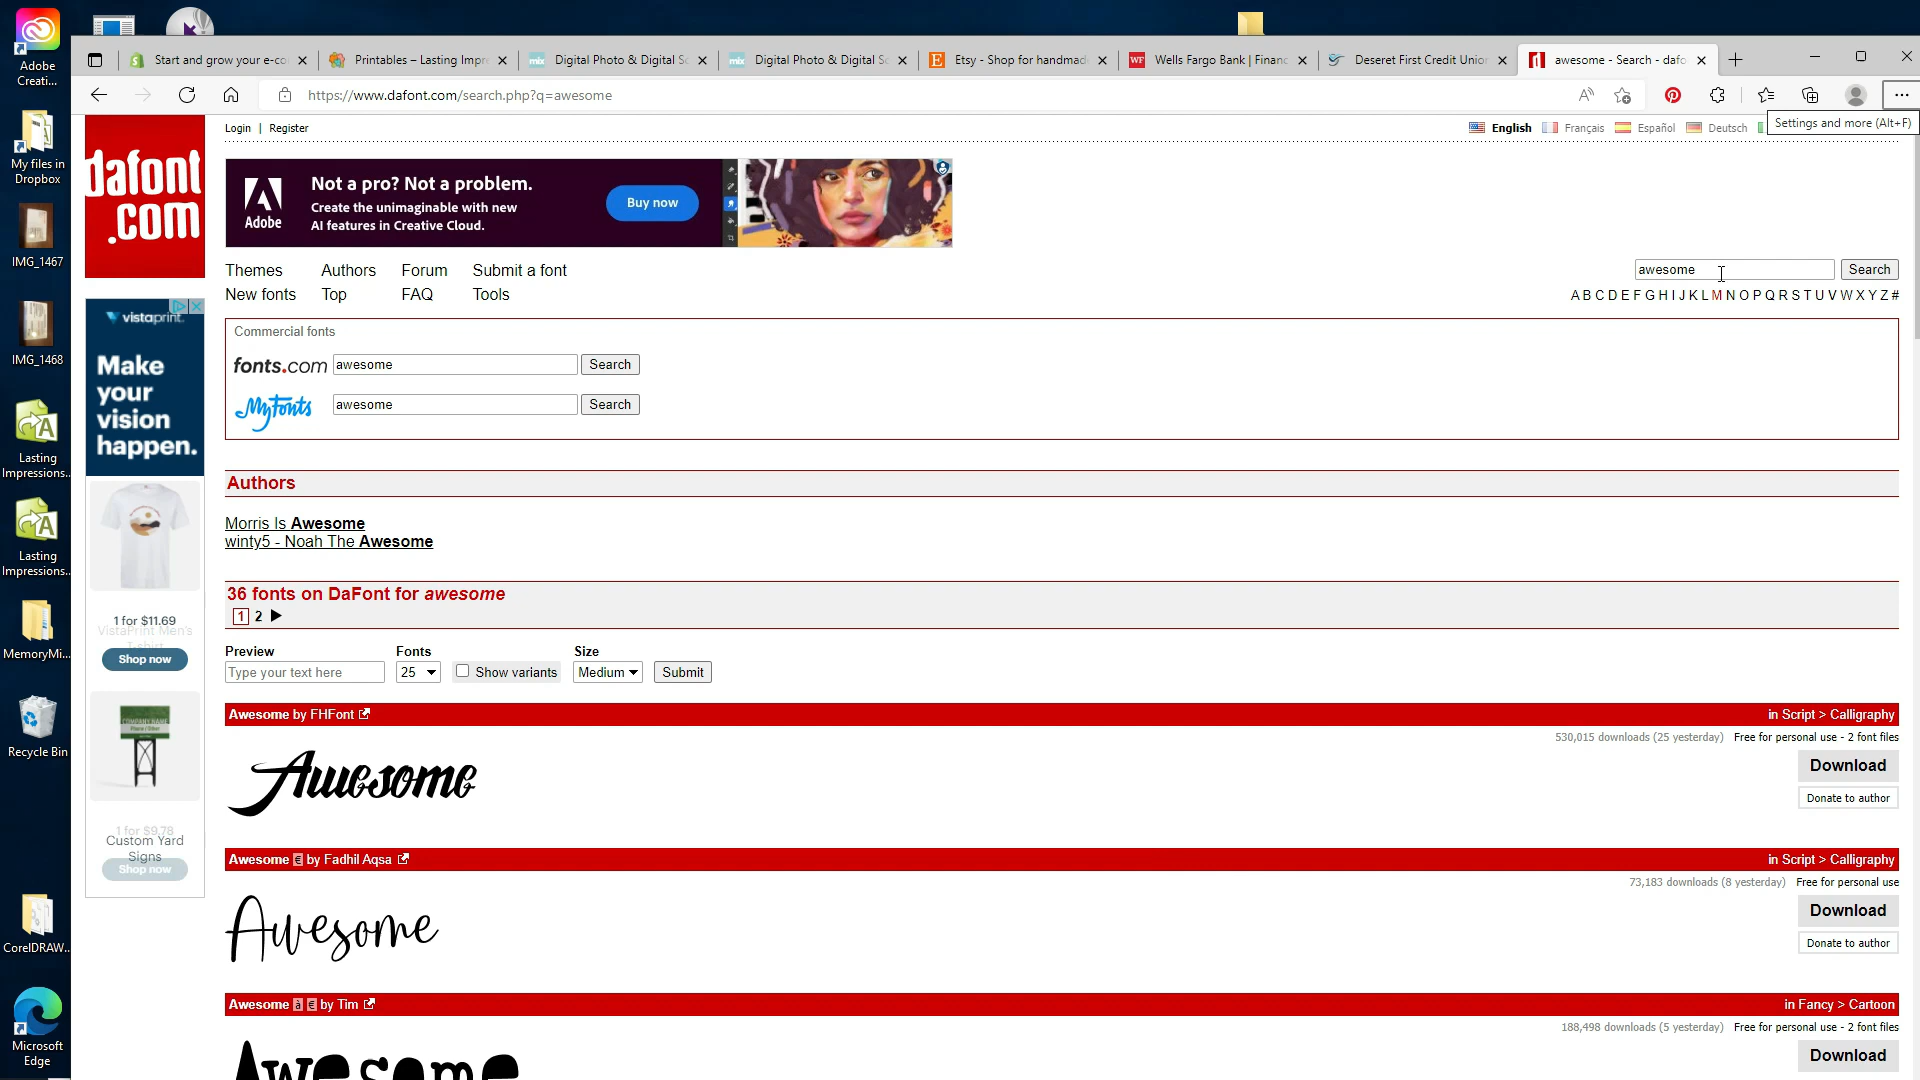 Adobe
Creati...
My files in
Dropbox
IMG_1467
IMG_1468
Lasting
Impressions...
Lasting
Impressions...
MemoryMi...
Recycle Bin
CorelDRAW...
Microsoft
Edge
Start and grow your e-co
Printables – Lasting Impre
Digital Photo & Digital Sc
Digital Photo & Digital Sc
Etsy - Shop for handmad
Wells Fargo Bank | Financ
Deseret First Credit Union
awesome - Search - dafo
https://www.dafont.com/search.php?q=awesome
Settings and more (Alt+F)
dafont
.com
Login | Register
English Français Español Deutsch
Adobe
Not a pro? Not a problem.
Create the unimaginable with new
AI features in Creative Cloud.
Buy now
Themes Authors Forum Submit a font
New fonts Top FAQ Tools
awesome Search
A B C D E F G H I J K L M N O P Q R S T U V W X Y Z #
vistaprint.
Make
your
vision
happen.
1 for $11.69
VistaPrint Men's
T-shirt
Shop now
1 for $9.78
Custom Yard
Signs
Shop now
Commercial fonts
fonts.com awesome Search
MyFonts awesome Search
Authors
Morris Is Awesome
winty5 - Noah The Awesome
36 fonts on DaFont for awesome
1 2
Preview Fonts Size
Type your text here 25 Show variants Medium Submit
Awesome by FHFont in Script > Calligraphy
530,015 downloads (25 yesterday) Free for personal use - 2 font files
Awesome
Download
Donate to author
Awesome € by Fadhil Aqsa in Script > Calligraphy
73,183 downloads (8 yesterday) Free for personal use
Awesome
Download
Donate to author
Awesome à € by Tim in Fancy > Cartoon
188,498 downloads (5 yesterday) Free for personal use - 2 font files
Awesome
Download